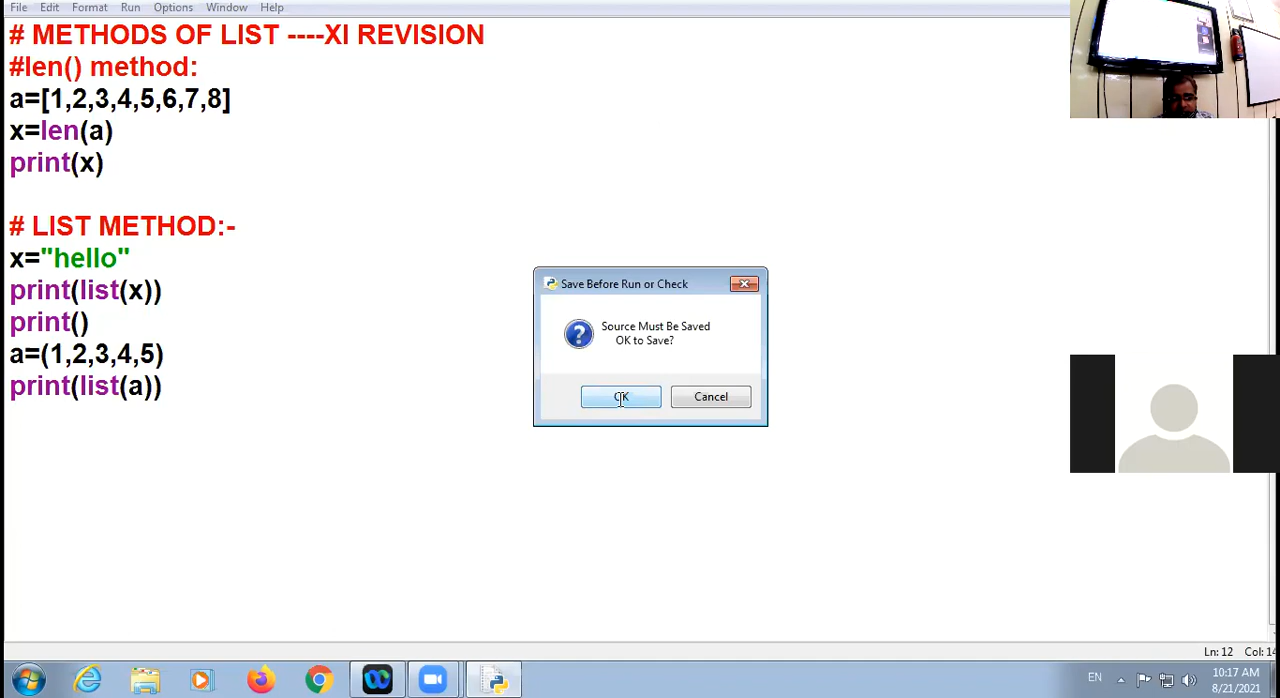 File Edit Format Run Options Window Help
# METHODS OF LIST ----XI REVISION
#len() method:
a=[1,2,3,4,5,6,7,8]
x=len(a)
print(x)
# LIST METHOD:-
x="hello"
print(list(x))
print()
a=(1,2,3,4,5)
print(list(a))
Save Before Run or Check
Source Must Be Saved
OK to Save?
OK Cancel
Ln: 12 Col: 14
EN
10:17 AM
8/21/2021